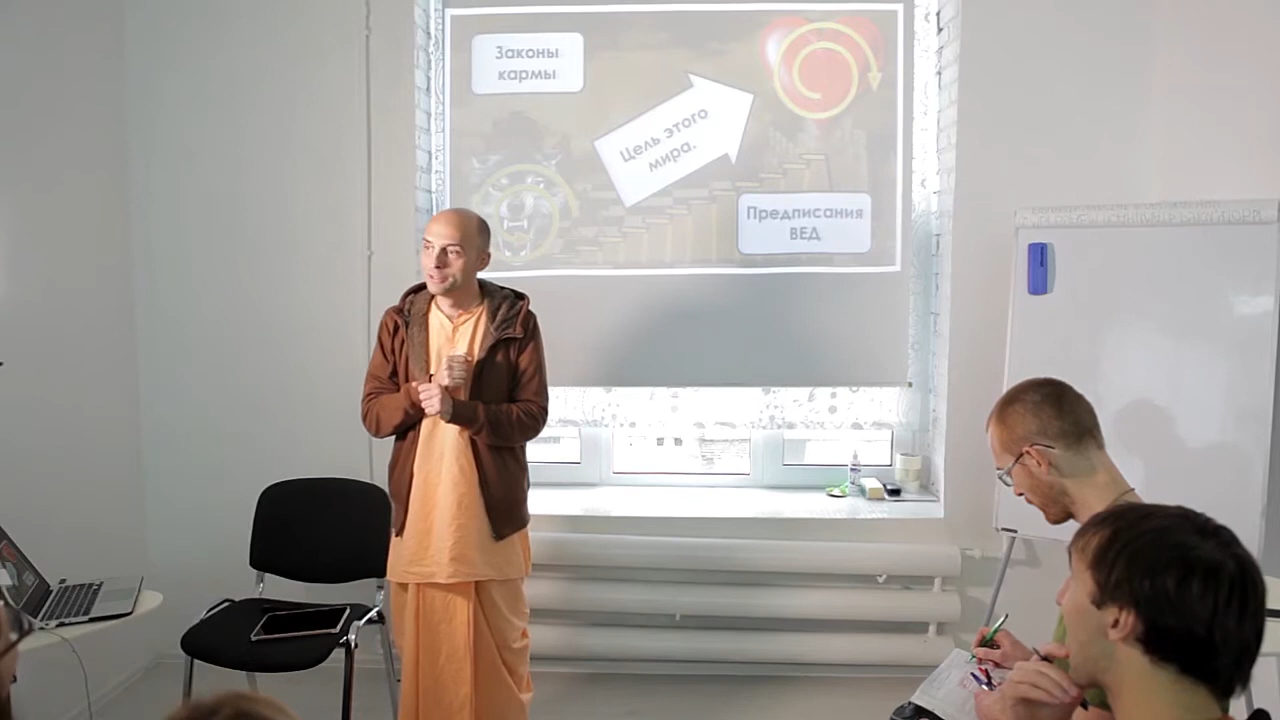 Законы
кармы
Цель этого
мира.
Предписания
ВЕД